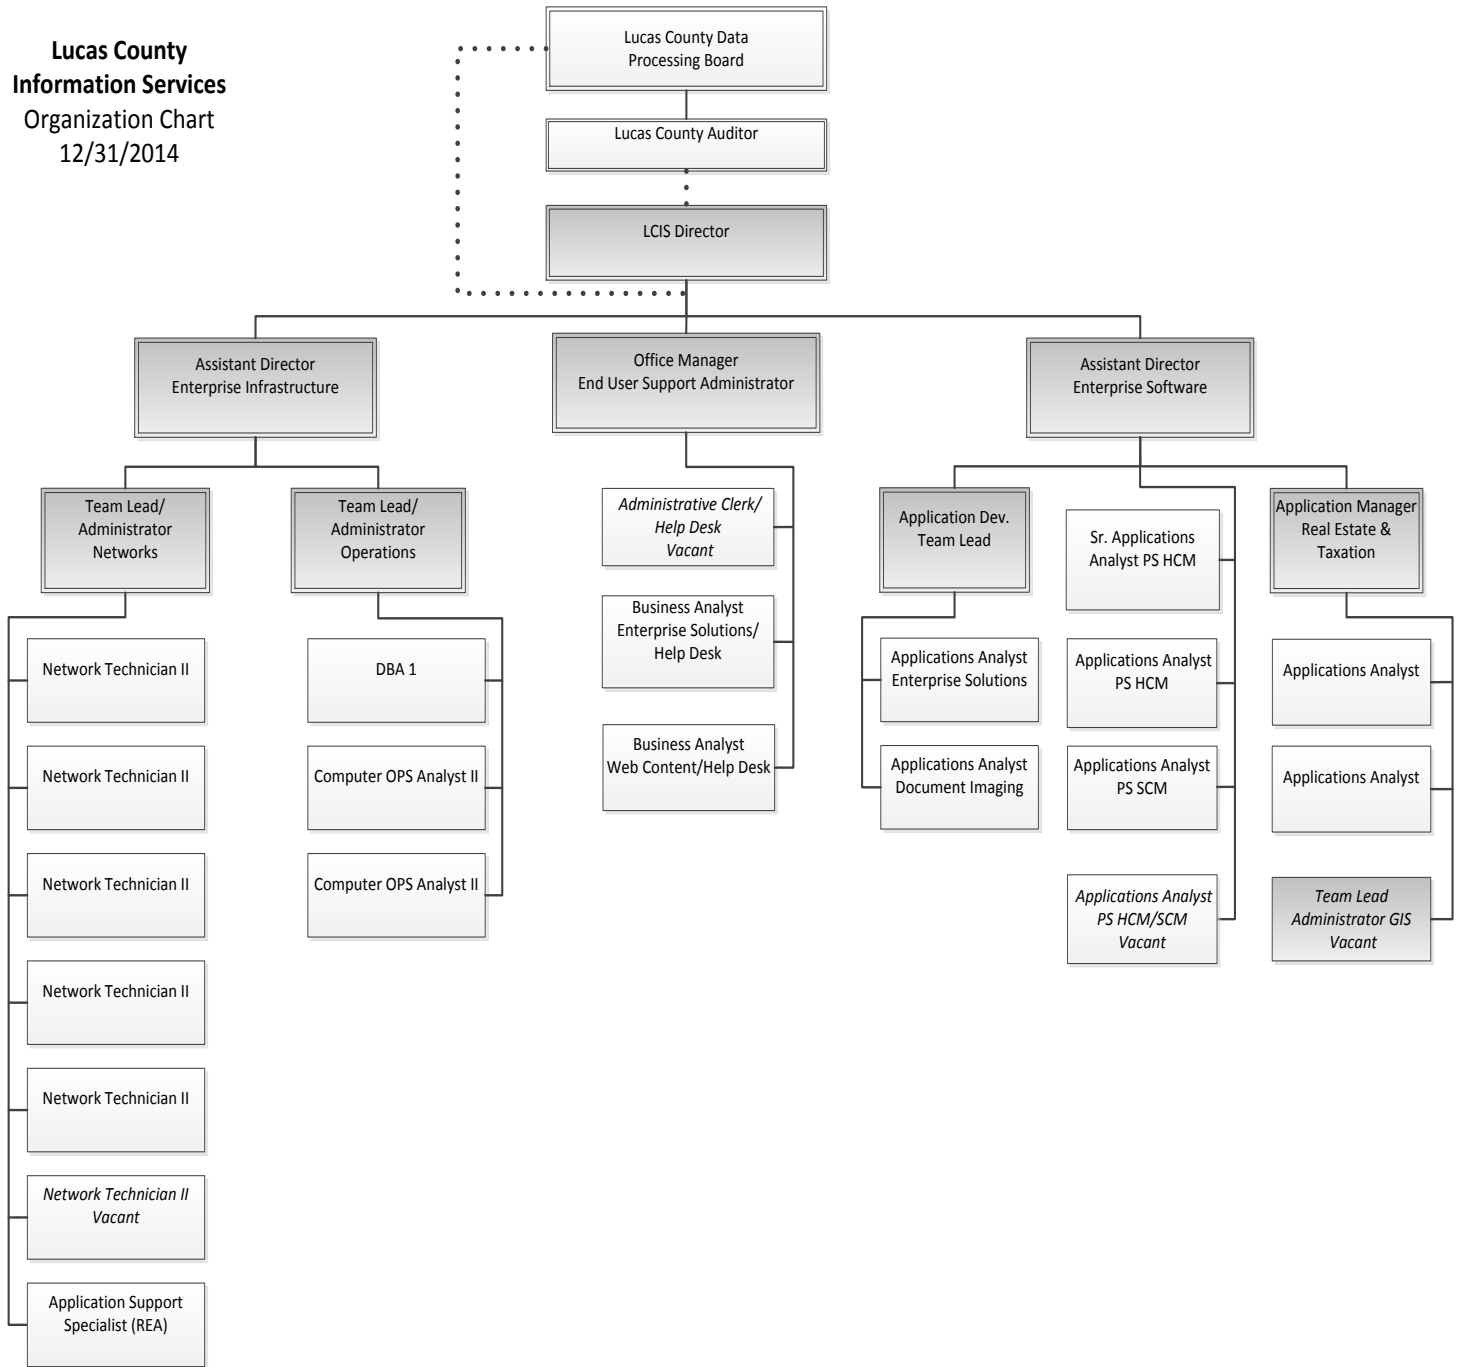 Lucas County
Information Services
Organization Chart
12/31/2014
Lucas County Data
Processing Board
Lucas County Auditor
LCIS Director
Assistant Director
Enterprise Infrastructure
Office Manager
End User Support Administrator
Assistant Director
Enterprise Software
Team Lead/
Administrator
Networks
Team Lead/
Administrator
Operations
Administrative Clerk/
Help Desk
Vacant
Application Dev.
Team Lead
Sr. Applications
Analyst PS HCM
Application Manager
Real Estate &
Taxation
Network Technician II
DBA 1
Business Analyst
Enterprise Solutions/
Help Desk
Applications Analyst
Enterprise Solutions
Applications Analyst
PS HCM
Applications Analyst
Network Technician II
Computer OPS Analyst II
Business Analyst
Web Content/Help Desk
Applications Analyst
Document Imaging
Applications Analyst
PS SCM
Applications Analyst
Network Technician II
Computer OPS Analyst II
Applications Analyst
PS HCM/SCM
Vacant
Team Lead
Administrator GIS
Vacant
Network Technician II
Network Technician II
Network Technician II
Vacant
Application Support
Specialist (REA)